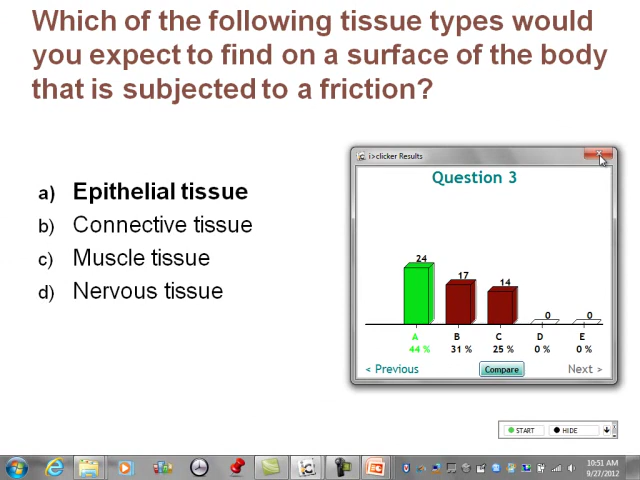 Which of the following tissue types would
you expect to find on a surface of the body
that is subjected to a friction?
a) Epithelial tissue
b) Connective tissue
c) Muscle tissue
d) Nervous tissue
i>clicker Results
Question 3
24 17 14 0 0
A B C D E
44 % 31 % 25 % 0 % 0 %
< Previous Compare Next >
START HIDE
10:51 AM
9/27/2012